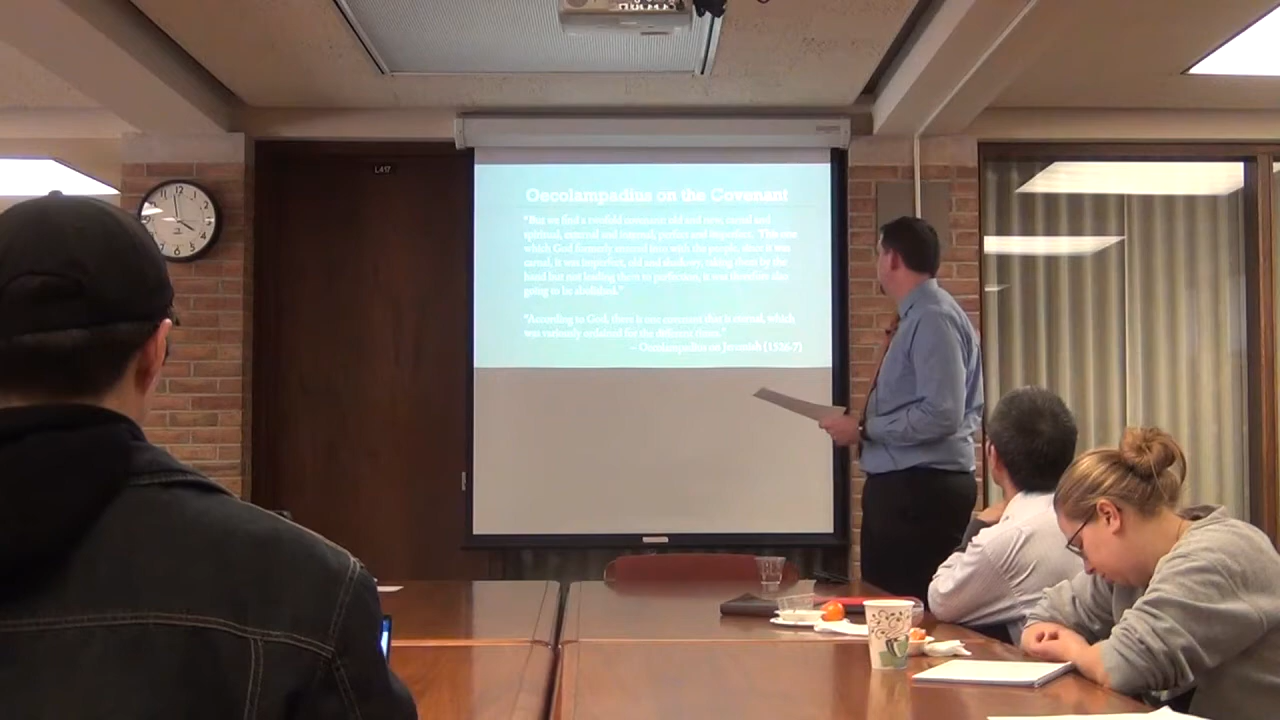 L417
Oecolampadius on the Covenant
"But we find a twofold covenant: old and new, carnal and
spiritual, external and internal, perfect and imperfect. This one
which God formerly entered into with the people, since it was
carnal, it was imperfect, old and shadowy, taking them by the
hand but not leading them to perfection, it was therefore also
going to be abolished."
"According to God, there is one covenant that is eternal, which
was variously ordained for the different times."
– Oecolampadius on Jeremiah (1526-7)